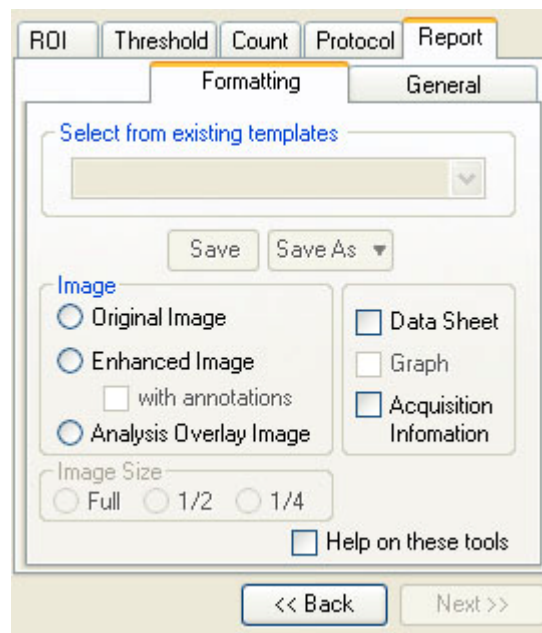 ROI Threshold Count Protocol Report
Formatting General
Select from existing templates
Save Save As
Image
Original Image
Data Sheet
Enhanced Image
Graph
with annotations
Acquisition
Infomation
Analysis Overlay Image
Image Size
Full 1/2 1/4
Help on these tools
<< Back Next >>